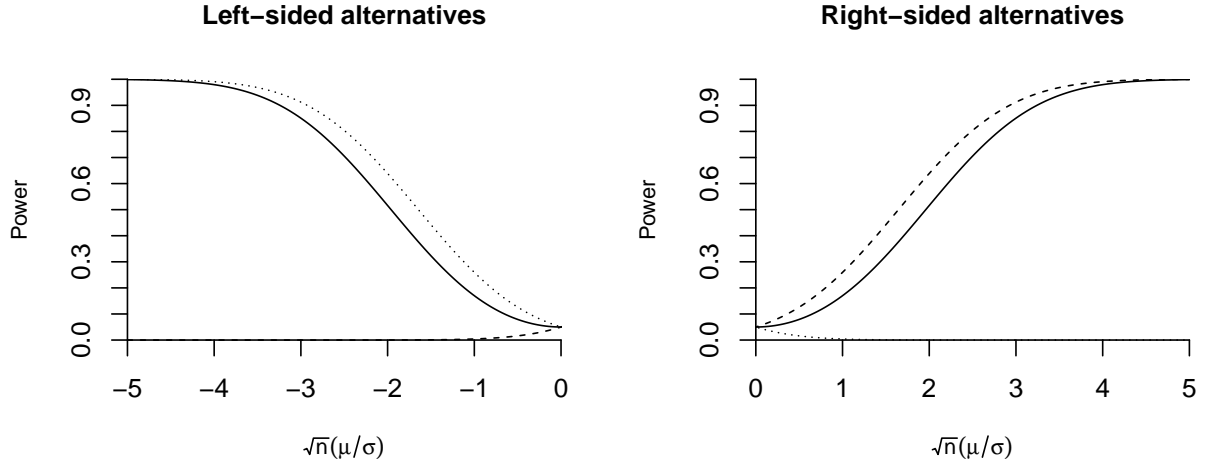 Left−sided alternatives
Power
0.0 0.3 0.6 0.9
−5 −4 −3 −2 −1 0
√n(μ/σ)
Right−sided alternatives
Power
0.0 0.3 0.6 0.9
0 1 2 3 4 5
√n(μ/σ)